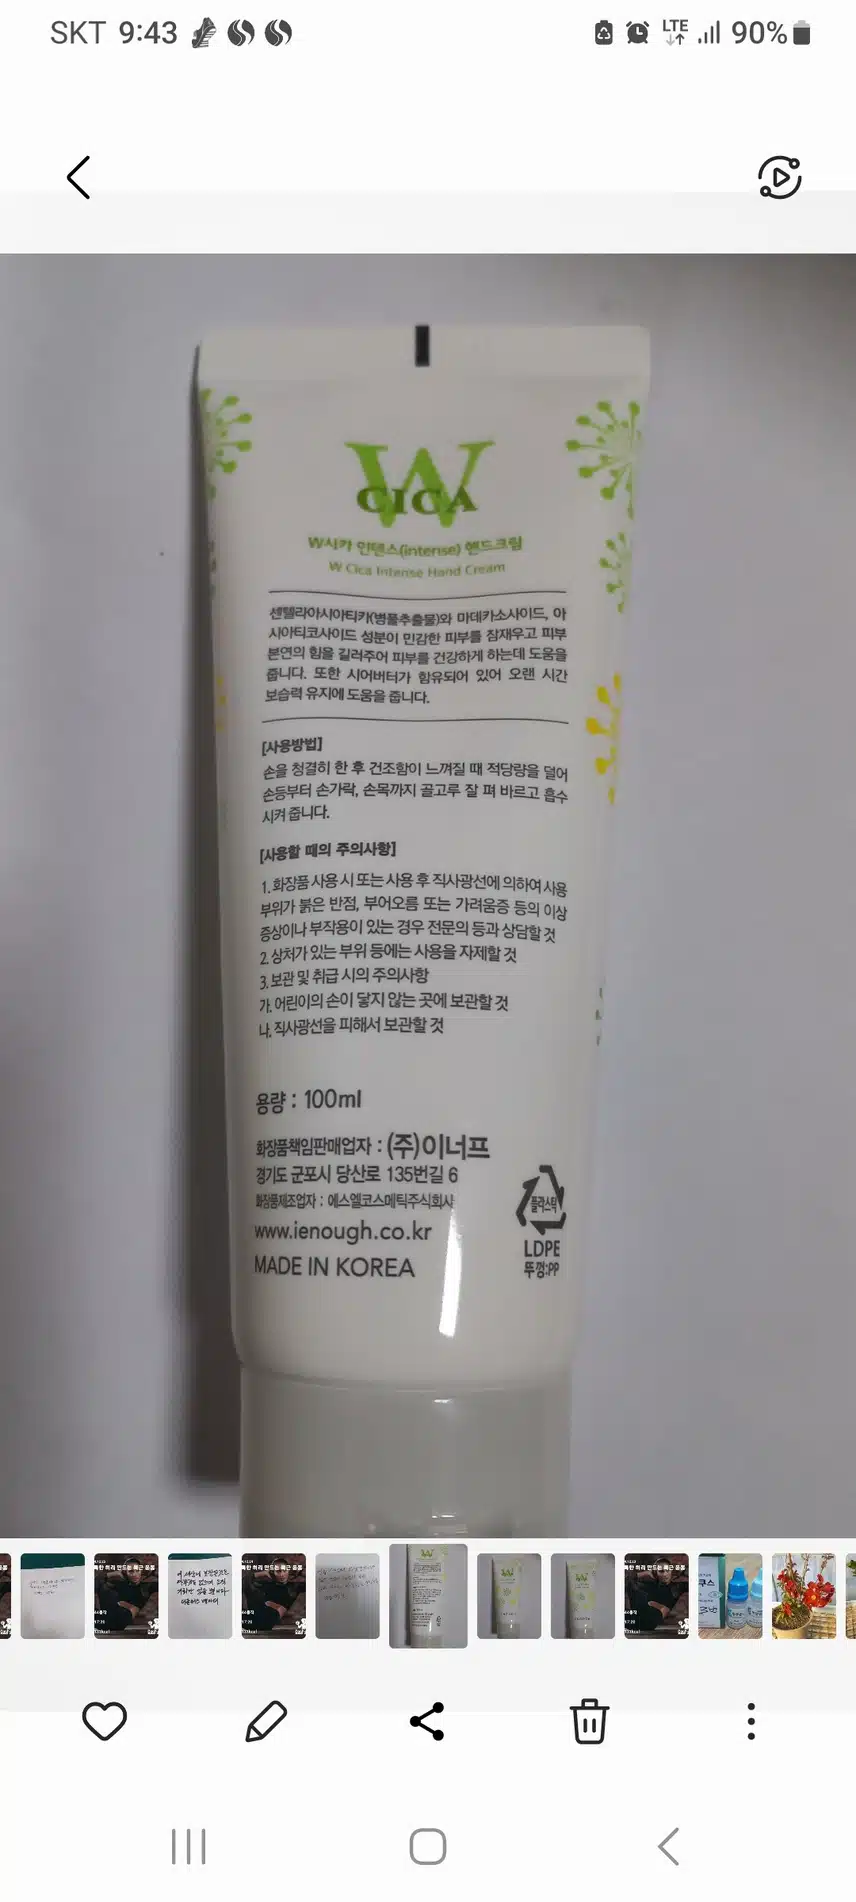 SKT 9:43
LTE 90%
W
CICA
W시카 인텐스(intense) 핸드크림
W Cica Intense Hand Cream
센텔라아시아티카(병풀추출물)와 마데카소사이드, 아
시아티코사이드 성분이 민감한 피부를 잠재우고 피부
본연의 힘을 길러주어 피부를 건강하게 하는데 도움을
줍니다. 또한 시어버터가 함유되어 있어 오랜 시간
보습력 유지에 도움을 줍니다.
[사용방법]
손을 청결히 한 후 건조함이 느껴질 때 적당량을 덜어
손등부터 손가락, 손목까지 골고루 잘 펴 바르고 흡수
시켜 줍니다.
[사용할 때의 주의사항]
1. 화장품 사용 시 또는 사용 후 직사광선에 의하여 사용
부위가 붉은 반점, 부어오름 또는 가려움증 등의 이상
증상이나 부작용이 있는 경우 전문의 등과 상담할 것
2. 상처가 있는 부위 등에는 사용을 자제할 것
3. 보관 및 취급 시의 주의사항
가. 어린이의 손이 닿지 않는 곳에 보관할 것
나. 직사광선을 피해서 보관할 것
용량 : 100ml
화장품책임판매업자 : (주)이너프
경기도 군포시 당산로 135번길 6
화장품제조업자 : 에스엘코스메틱주식회사
www.ienough.co.kr
MADE IN KOREA
플라스틱
LDPE
뚜껑:PP